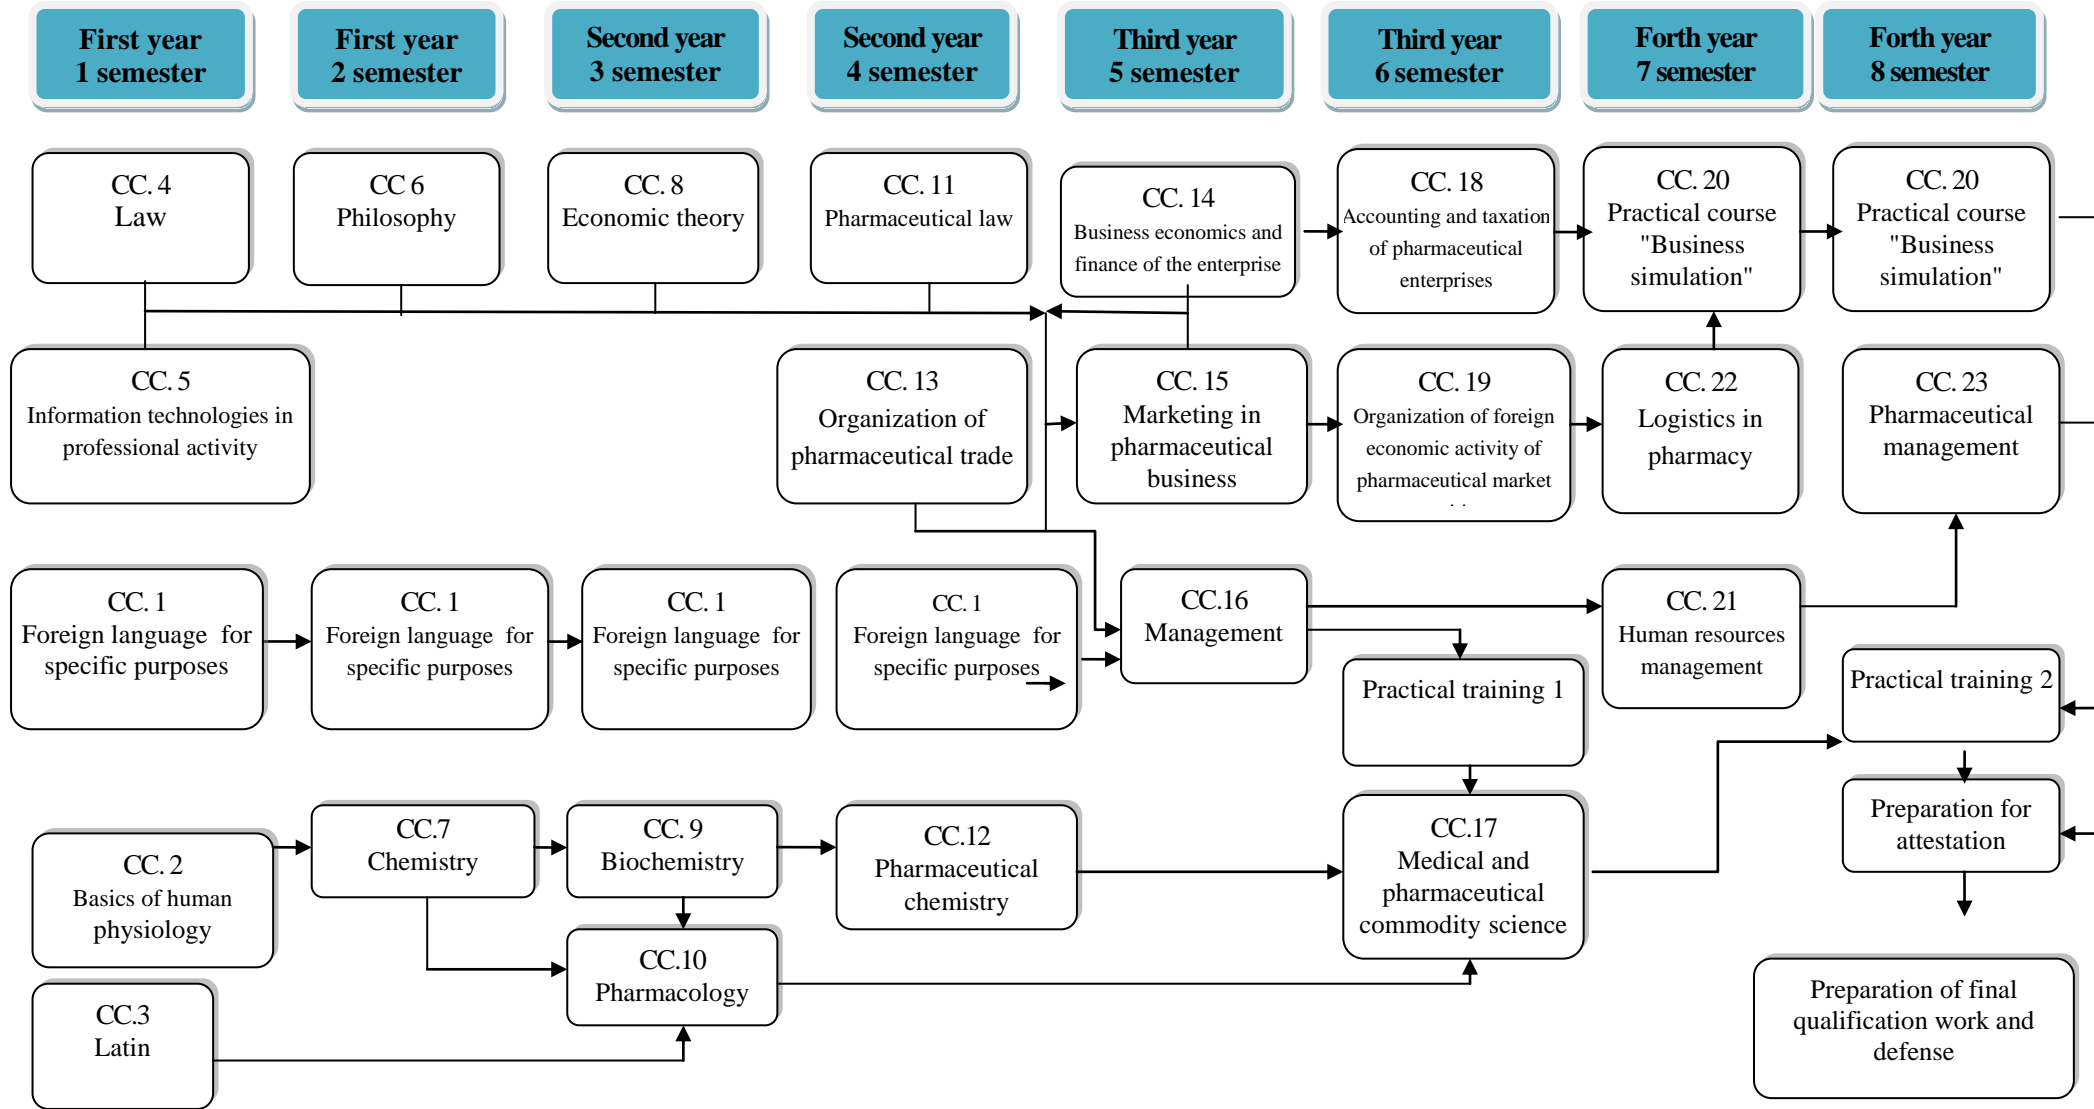 First year
1 semester
First year
2 semester
Second year
3 semester
Second year
4 semester
Third year
5 semester
Third year
6 semester
Forth year
7 semester
Forth year
8 semester
CC. 4
Law
CC 6
Philosophy
CC. 8
Economic theory
CC. 11
Pharmaceutical law
CC. 14
Business economics and
finance of the enterprise
CC. 18
Accounting and taxation
of pharmaceutical
enterprises
CC. 20
Practical course
"Business
simulation"
CC. 20
Practical course
"Business
simulation"
CC. 5
Information technologies in
professional activity
CC. 13
Organization of
pharmaceutical trade
CC. 15
Marketing in
pharmaceutical
business
CC. 19
Organization of foreign
economic activity of
pharmaceutical market
CC. 22
Logistics in
pharmacy
CC. 23
Pharmaceutical
management
CC. 1
Foreign language for
specific purposes
CC. 1
Foreign language for
specific purposes
CC. 1
Foreign language for
specific purposes
CC. 1
Foreign language for
specific purposes
CC.16
Management
CC. 21
Human resources
management
Practical training 1
Practical training 2
CC. 2
Basics of human
physiology
CC.7
Chemistry
CC. 9
Biochemistry
CC.12
Pharmaceutical
chemistry
CC.17
Medical and
pharmaceutical
commodity science
Preparation for
attestation
CC.3
Latin
CC.10
Pharmacology
Preparation of final
qualification work and
defense